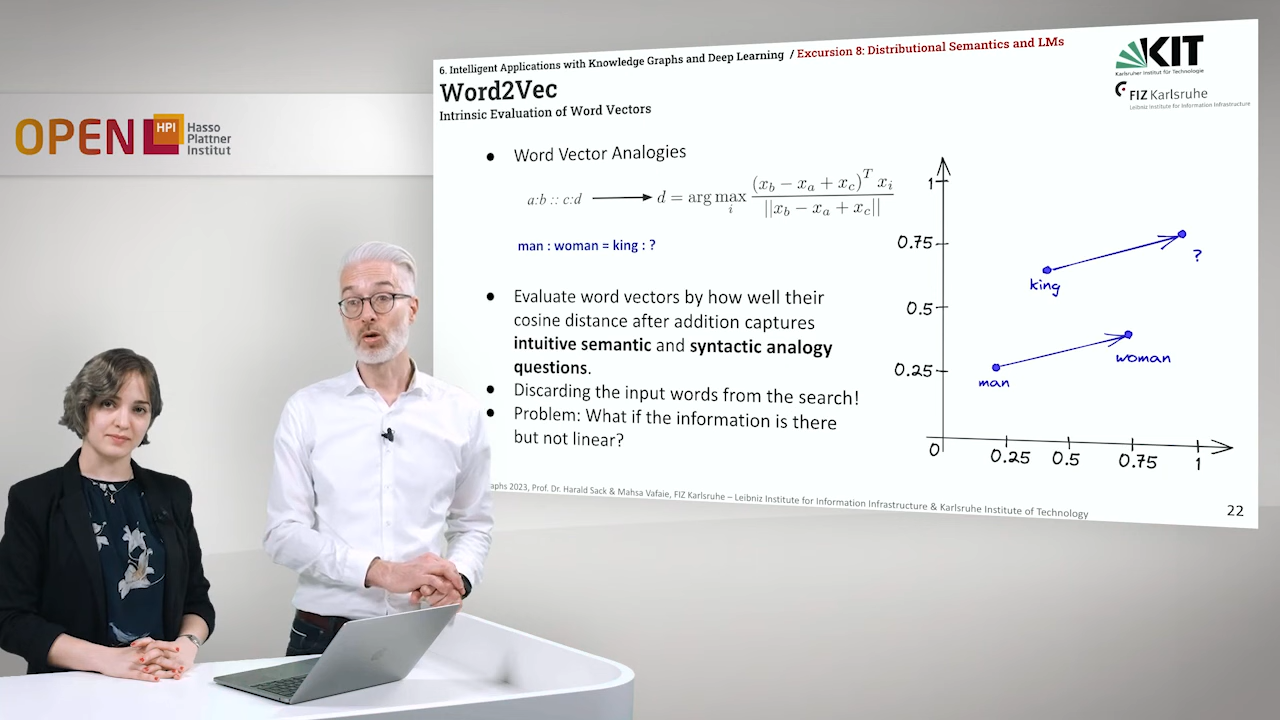 OPEN HPI Hasso
Plattner
Institut
6. Intelligent Applications with Knowledge Graphs and Deep Learning / Excursion 8: Distributional Semantics and LMs
Word2Vec
Intrinsic Evaluation of Word Vectors
KIT
Karlsruher Institut für Technologie
FIZ Karlsruhe
Leibniz Institute for Information Infrastructure
● Word Vector Analogies
a:b :: c:d ⟶ d = arg max_i (x_b − x_a + x_c)^T x_i / ||x_b − x_a + x_c||
man : woman = king : ?
● Evaluate word vectors by how well their
cosine distance after addition captures
intuitive semantic and syntactic analogy
questions.
● Discarding the input words from the search!
● Problem: What if the information is there
but not linear?
1
0.75
0.5
0.25
0
0.25 0.5 0.75 1
king
?
man
woman
aphs 2023, Prof. Dr. Harald Sack & Mahsa Vafaie, FIZ Karlsruhe – Leibniz Institute for Information Infrastructure & Karlsruhe Institute of Technology
22